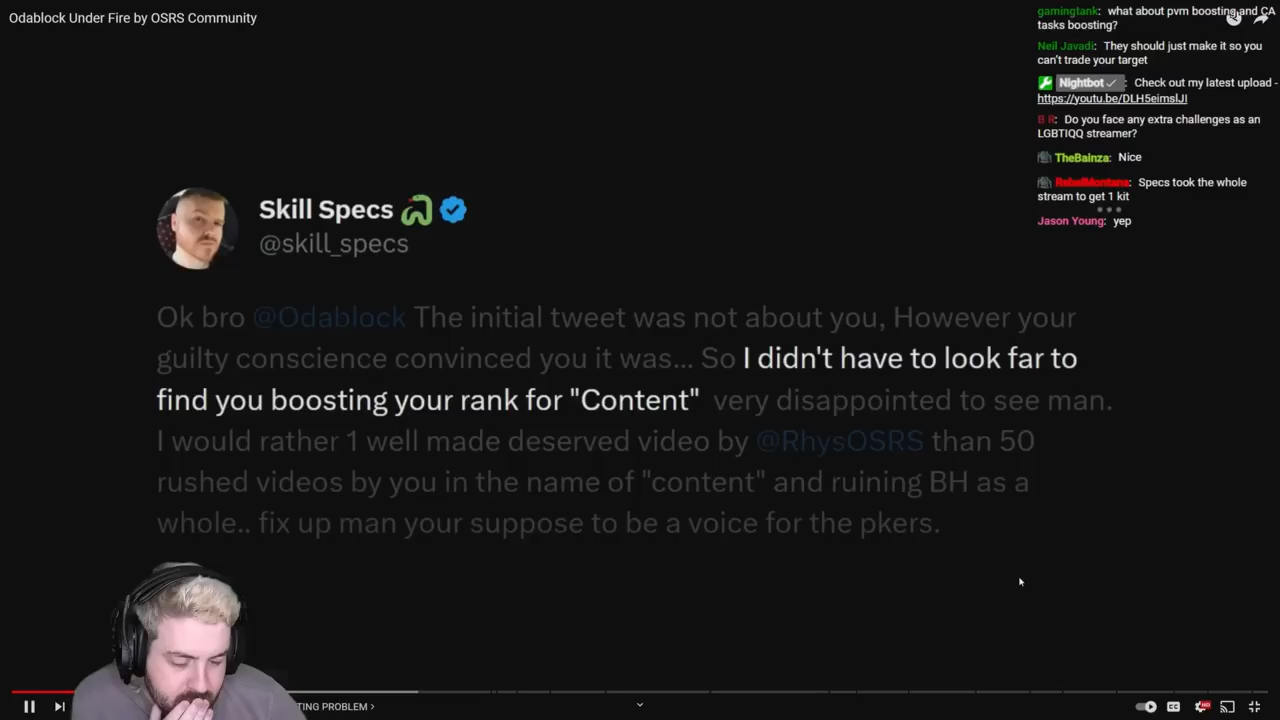 Odablock Under Fire by OSRS Community
gamingtank: what about pvm boosting and CA
tasks boosting?
Neil Javadi: They should just make it so you
can't trade your target
Nightbot: Check out my latest upload -
https://youtu.be/DLH5eimslJI
B R: Do you face any extra challenges as an
LGBTIQQ streamer?
TheBainza: Nice
RebelMontana: Specs took the whole
stream to get 1 kit
Jason Young: yep
Skill Specs
@skill_specs
Ok bro @Odablock The initial tweet was not about you, However your
guilty conscience convinced you it was... So I didn't have to look far to
find you boosting your rank for "Content" very disappointed to see man.
I would rather 1 well made deserved video by @RhysOSRS than 50
rushed videos by you in the name of "content" and ruining BH as a
whole.. fix up man your suppose to be a voice for the pkers.
TING PROBLEM ›
CC
HD